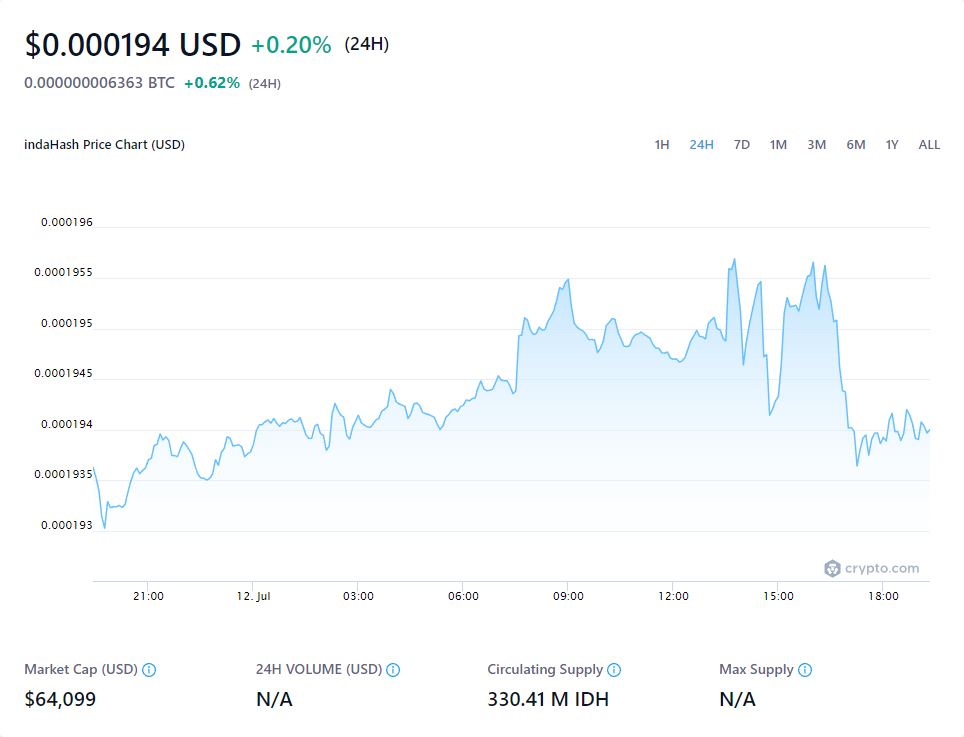 $0.000194 USD +0.20% (24H)
0.000000006363 BTC +0.62% (24H)
indaHash Price Chart (USD) 1H 24H 7D 1M 3M 6M 1Y ALL
0.000196
0.0001955
0.000195
0.0001945
0.000194
0.0001935
0.000193
crypto.com
21:00 12. Jul 03:00 06:00 09:00 12:00 15:00 18:00
Market Cap (USD) 24H VOLUME (USD) Circulating Supply Max Supply
$64,099 N/A 330.41 M IDH N/A